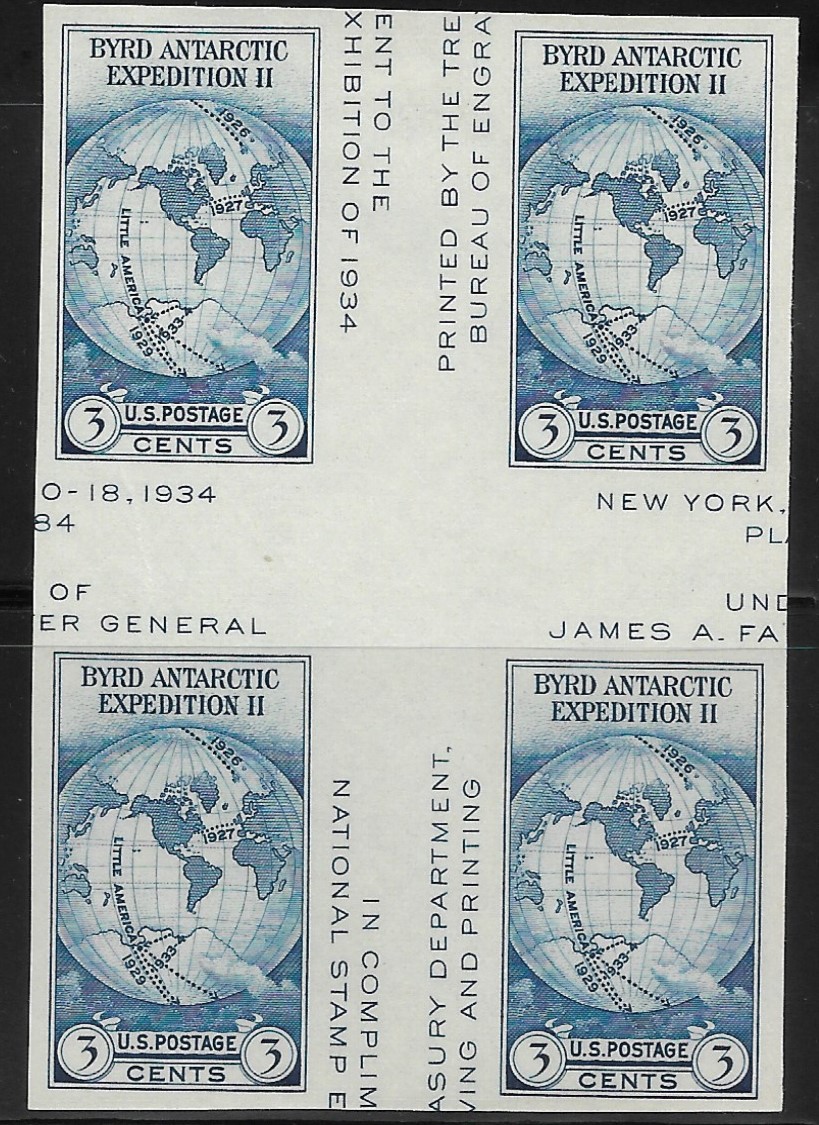 BYRD ANTARCTIC
EXPEDITION II
1926
1927
LITTLE AMERICA
1933
1929
3 U.S.POSTAGE 3
CENTS
ENT TO THE
XHIBITION OF 1934
PRINTED BY THE TRE
BUREAU OF ENGRA
BYRD ANTARCTIC
EXPEDITION II
1926
1927
LITTLE AMERICA
1933
1929
3 U.S.POSTAGE 3
CENTS
0-18, 1934
84
NEW YORK,
PLA
OF
ER GENERAL
UND
JAMES A. FA
BYRD ANTARCTIC
EXPEDITION II
1926
1927
LITTLE AMERICA
1933
1929
3 U.S.POSTAGE 3
CENTS
NATIONAL STAMP E
IN COMPLIM
ASURY DEPARTMENT,
VING AND PRINTING
BYRD ANTARCTIC
EXPEDITION II
1926
1927
LITTLE AMERICA
1933
1929
3 U.S.POSTAGE 3
CENTS